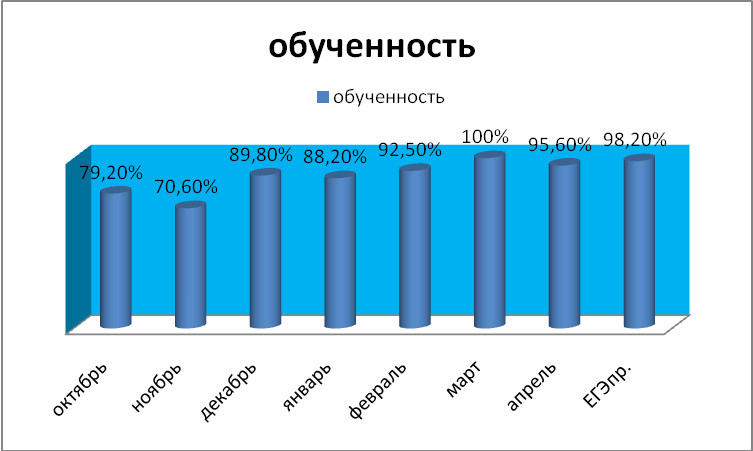 обученность
обученность
79,20%
70,60%
89,80%
88,20%
92,50%
100%
95,60%
98,20%
октябрь
ноябрь
декабрь
январь
февраль
март
апрель
ЕГЭпр.